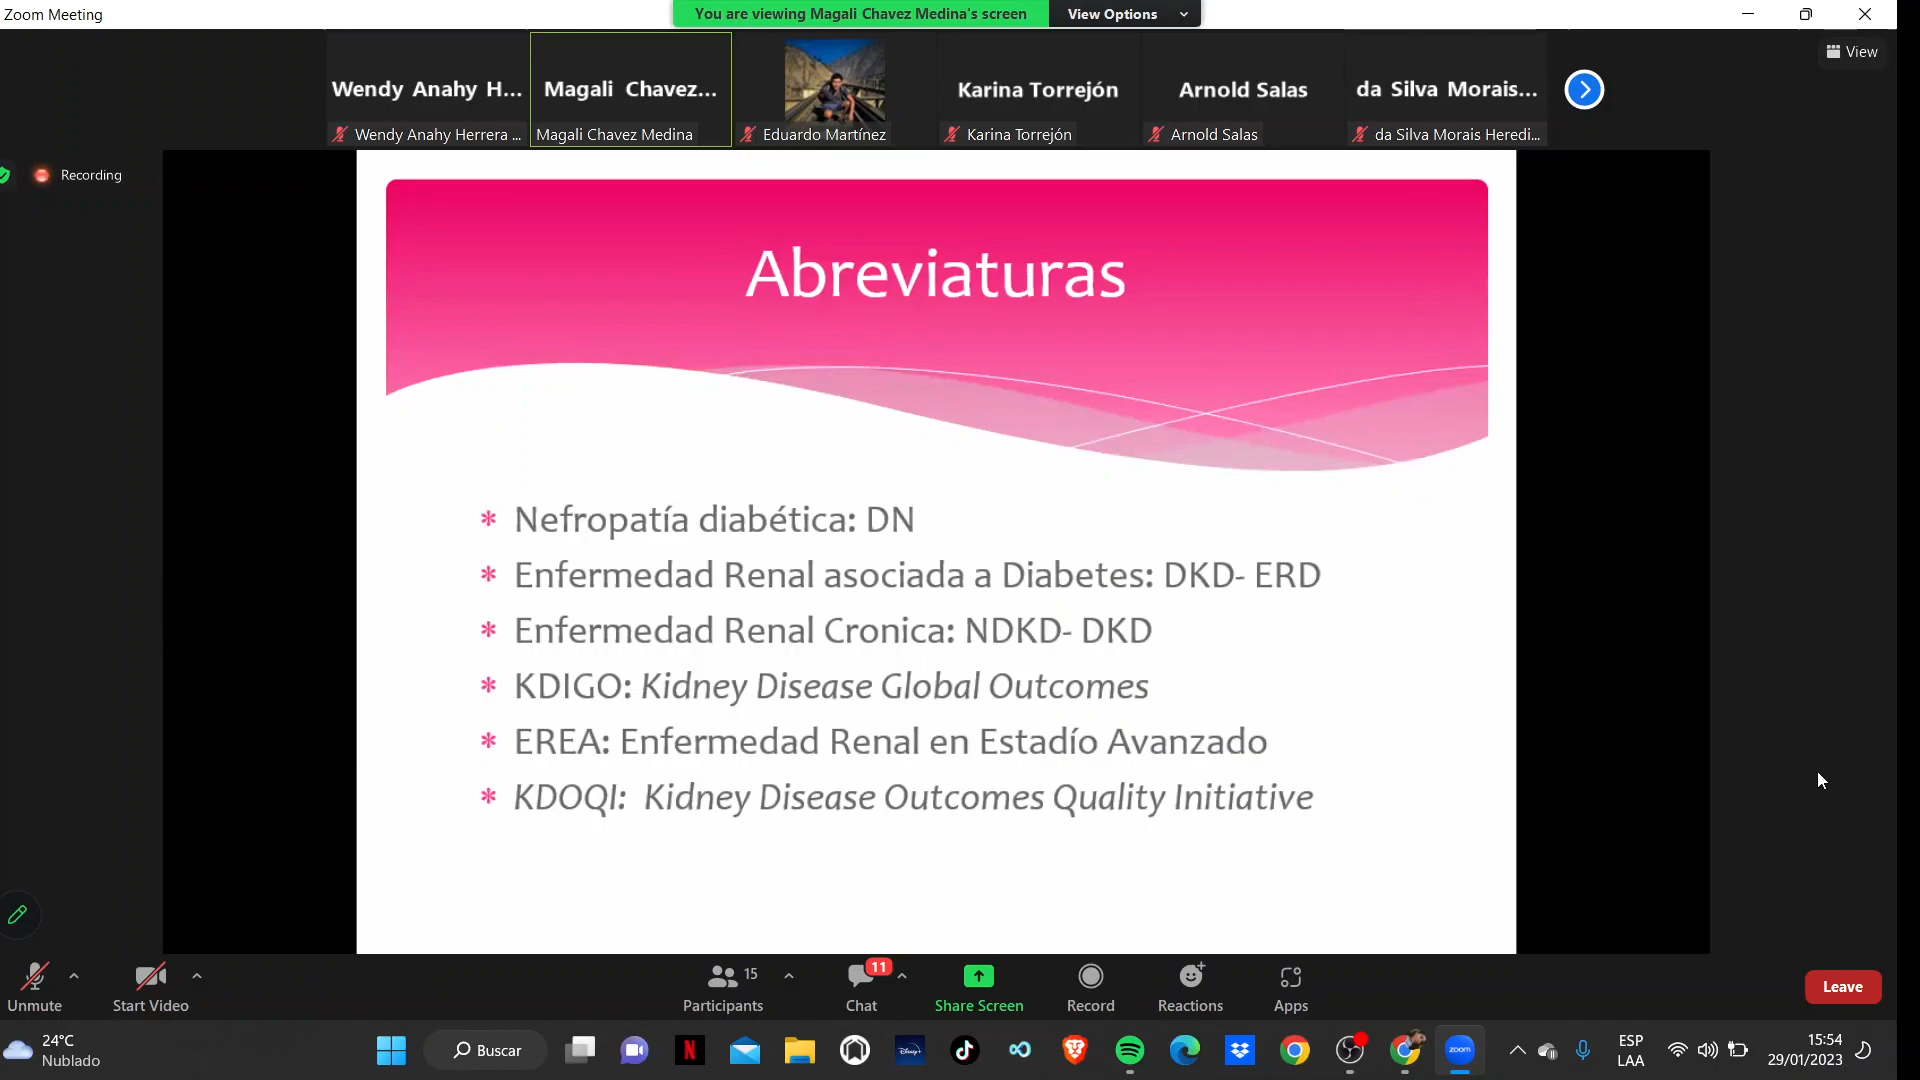 Zoom Meeting
You are viewing Magali Chavez Medina's screen
View Options
View
Wendy Anahy H...
Magali Chavez...
Karina Torrejón
Arnold Salas
da Silva Morais...
Wendy Anahy Herrera ...
Magali Chavez Medina
Eduardo Martínez
Karina Torrejón
Arnold Salas
da Silva Morais Heredi...
Recording
Abreviaturas
* Nefropatía diabética: DN
* Enfermedad Renal asociada a Diabetes: DKD- ERD
* Enfermedad Renal Cronica: NDKD- DKD
* KDIGO: Kidney Disease Global Outcomes
* EREA: Enfermedad Renal en Estadío Avanzado
* KDOQI: Kidney Disease Outcomes Quality Initiative
Unmute
Start Video
15
Participants
11
Chat
Share Screen
Record
Reactions
Apps
Leave
24°C
Nublado
Buscar
N
Disney+
zoom
ESP
LAA
15:54
29/01/2023